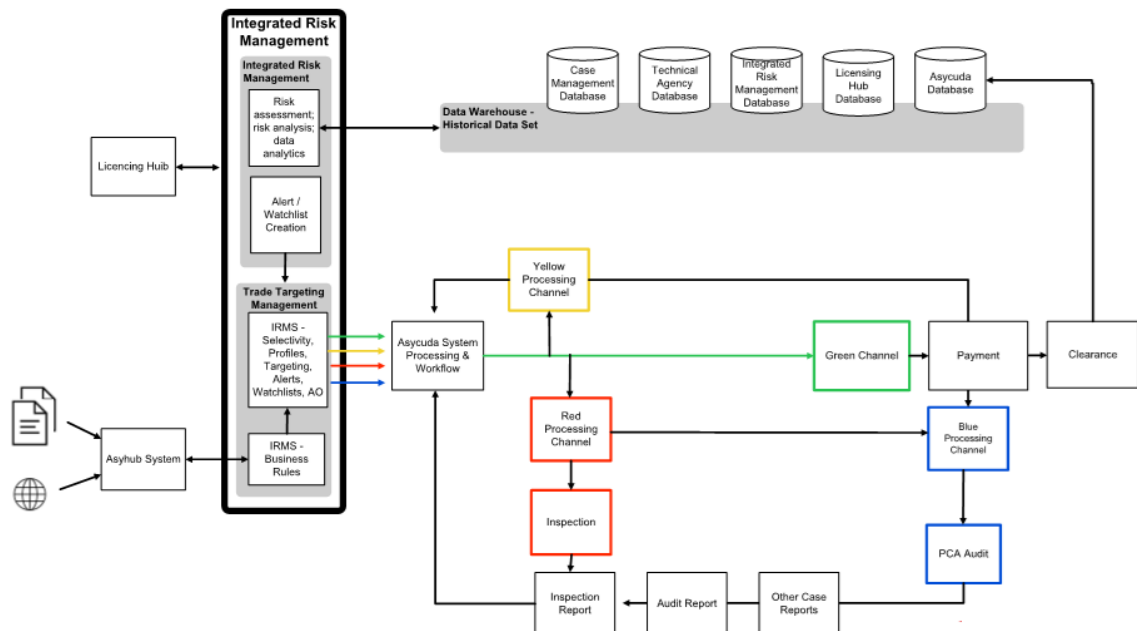 Integrated Risk
Management
Integrated Risk
Management
Risk
assessment;
risk analysis;
data
analytics
Alert /
Watchlist
Creation
Licencing Huib
Case
Management
Database
Technical
Agency
Database
Integrated
Risk
Management
Database
Licensing
Hub
Database
Asycuda
Database
Data Warehouse -
Historical Data Set
Trade Targeting
Management
IRMS -
Selectivity,
Profiles,
Targeting,
Alerts,
Watchlists, AO
IRMS -
Business
Rules
Asyhub System
Yellow
Processing
Channel
Asycuda System
Processing &
Workflow
Green Channel
Payment
Clearance
Red
Processing
Channel
Blue
Processing
Channel
Inspection
PCA Audit
Inspection
Report
Audit Report
Other Case
Reports